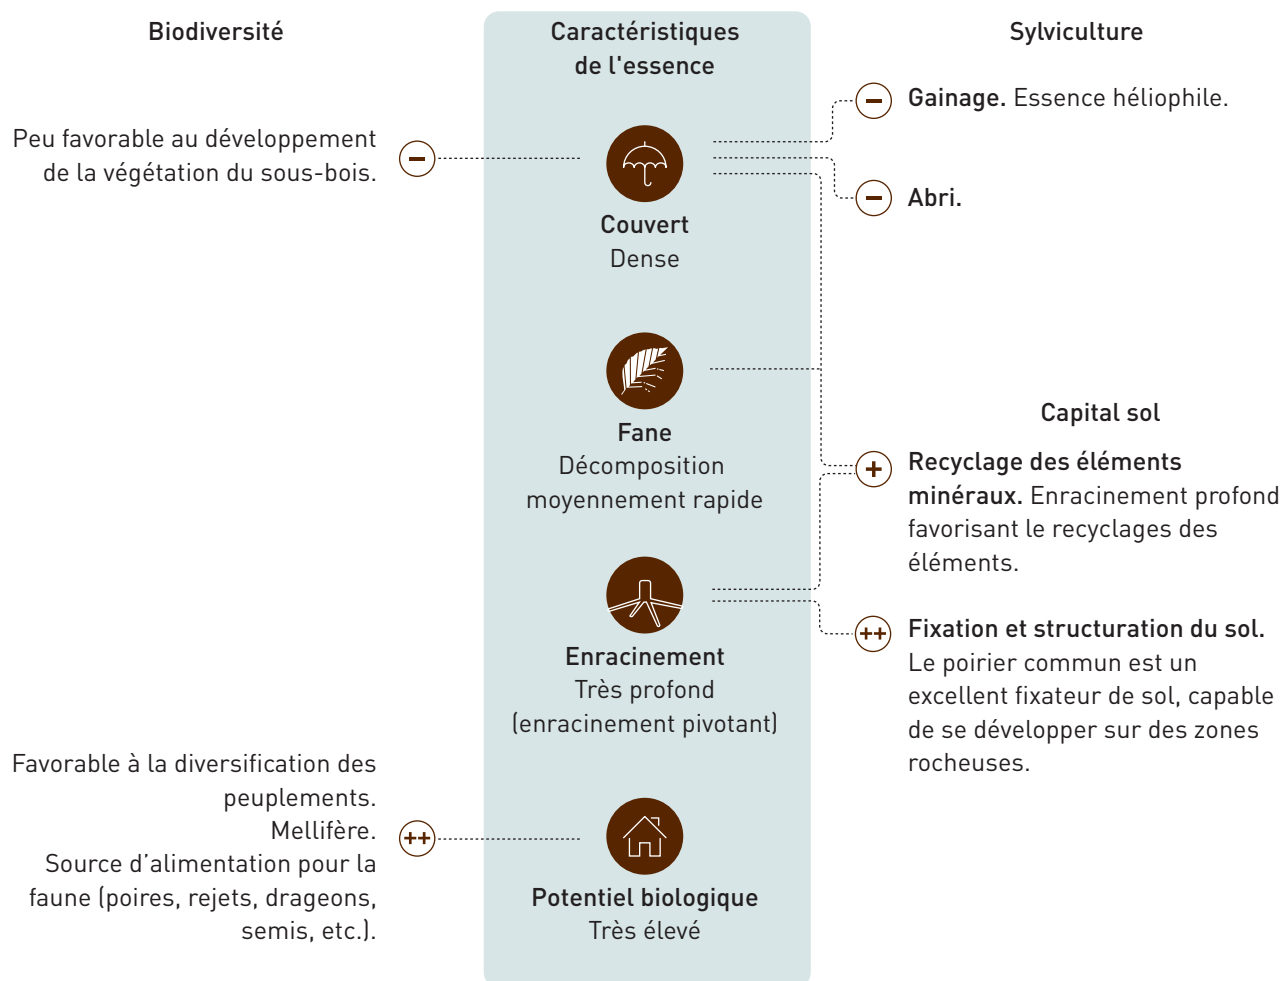 Biodiversité
Peu favorable au développement
de la végétation du sous-bois.
−
Favorable à la diversification des
peuplements.
Mellifère.
Source d’alimentation pour la
faune (poires, rejets, drageons,
semis, etc.).
++
Caractéristiques
de l'essence
Couvert
Dense
Fane
Décomposition
moyennement rapide
Enracinement
Très profond
(enracinement pivotant)
Potentiel biologique
Très élevé
Sylviculture
−
Gainage. Essence héliophile.
−
Abri.
Capital sol
+
Recyclage des éléments
minéraux. Enracinement profond
favorisant le recyclages des
éléments.
++
Fixation et structuration du sol.
Le poirier commun est un
excellent fixateur de sol, capable
de se développer sur des zones
rocheuses.